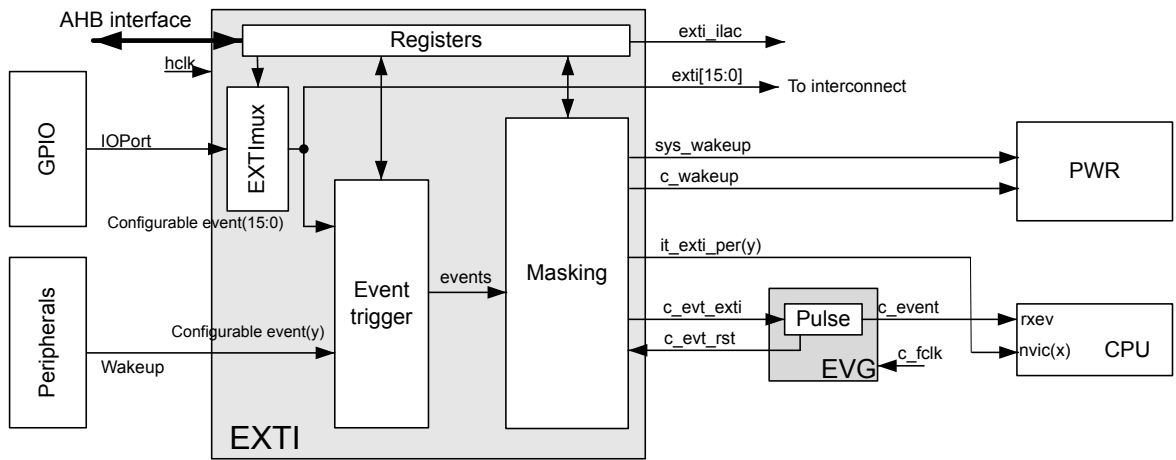 AHB interface
Registers
exti_ilac
hclk
exti[15:0]
To interconnect
GPIO
IOPort
EXTImux
sys_wakeup
c_wakeup
PWR
Configurable event(15:0)
it_exti_per(y)
Masking
events
Event
trigger
Peripherals
Configurable event(y)
Wakeup
c_evt_exti
Pulse
c_event
rxev
c_evt_rst
nvic(x)
CPU
EVG
c_fclk
EXTI